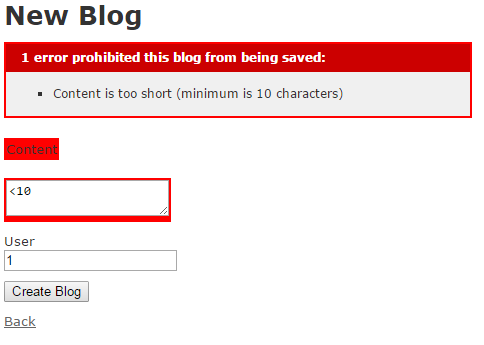 New Blog
1 error prohibited this blog from being saved:
Content is too short (minimum is 10 characters)
Content
<10
User
1
Create Blog
Back